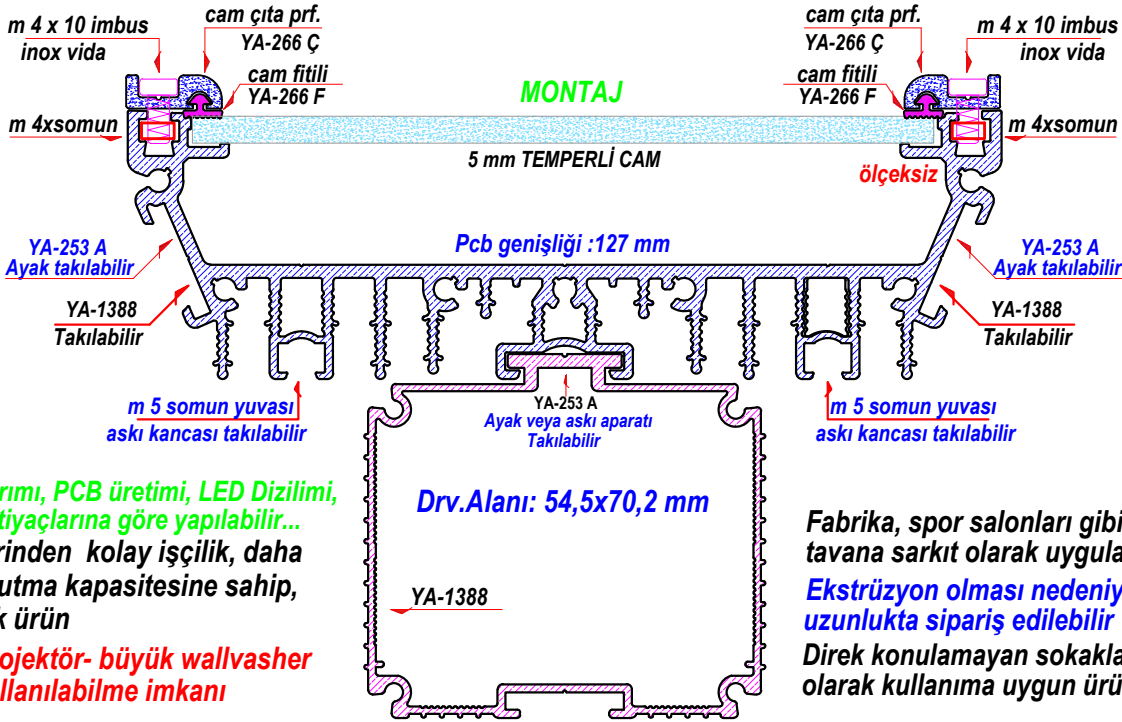 m 4 x 10 imbus
inox vida
cam çıta prf.
YA-266 Ç
cam fitili
YA-266 F
m 4xsomun
MONTAJ
5 mm TEMPERLİ CAM
cam çıta prf.
YA-266 Ç
m 4 x 10 imbus
inox vida
cam fitili
YA-266 F
m 4xsomun
ölçeksiz
Pcb genişliği :127 mm
YA-253 A
Ayak takılabilir
YA-1388
Takılabilir
YA-253 A
Ayak takılabilir
YA-1388
Takılabilir
m 5 somun yuvası
askı kancası takılabilir
YA-253 A
Ayak veya askı aparatı
Takılabilir
m 5 somun yuvası
askı kancası takılabilir
Drv.Alanı: 54,5x70,2 mm
YA-1388
rımı, PCB üretimi, LED Dizilimi,
tiyaçlarına göre yapılabilir...
rinden kolay işçilik, daha
utma kapasitesine sahip,
k ürün
ojektör- büyük wallvasher
llanılabilme imkanı
Fabrika, spor salonları gibi
tavana sarkıt olarak uygula
Ekstrüzyon olması nedeniy
uzunlukta sipariş edilebilir
Direk konulamayan sokakla
olarak kullanıma uygun ürü